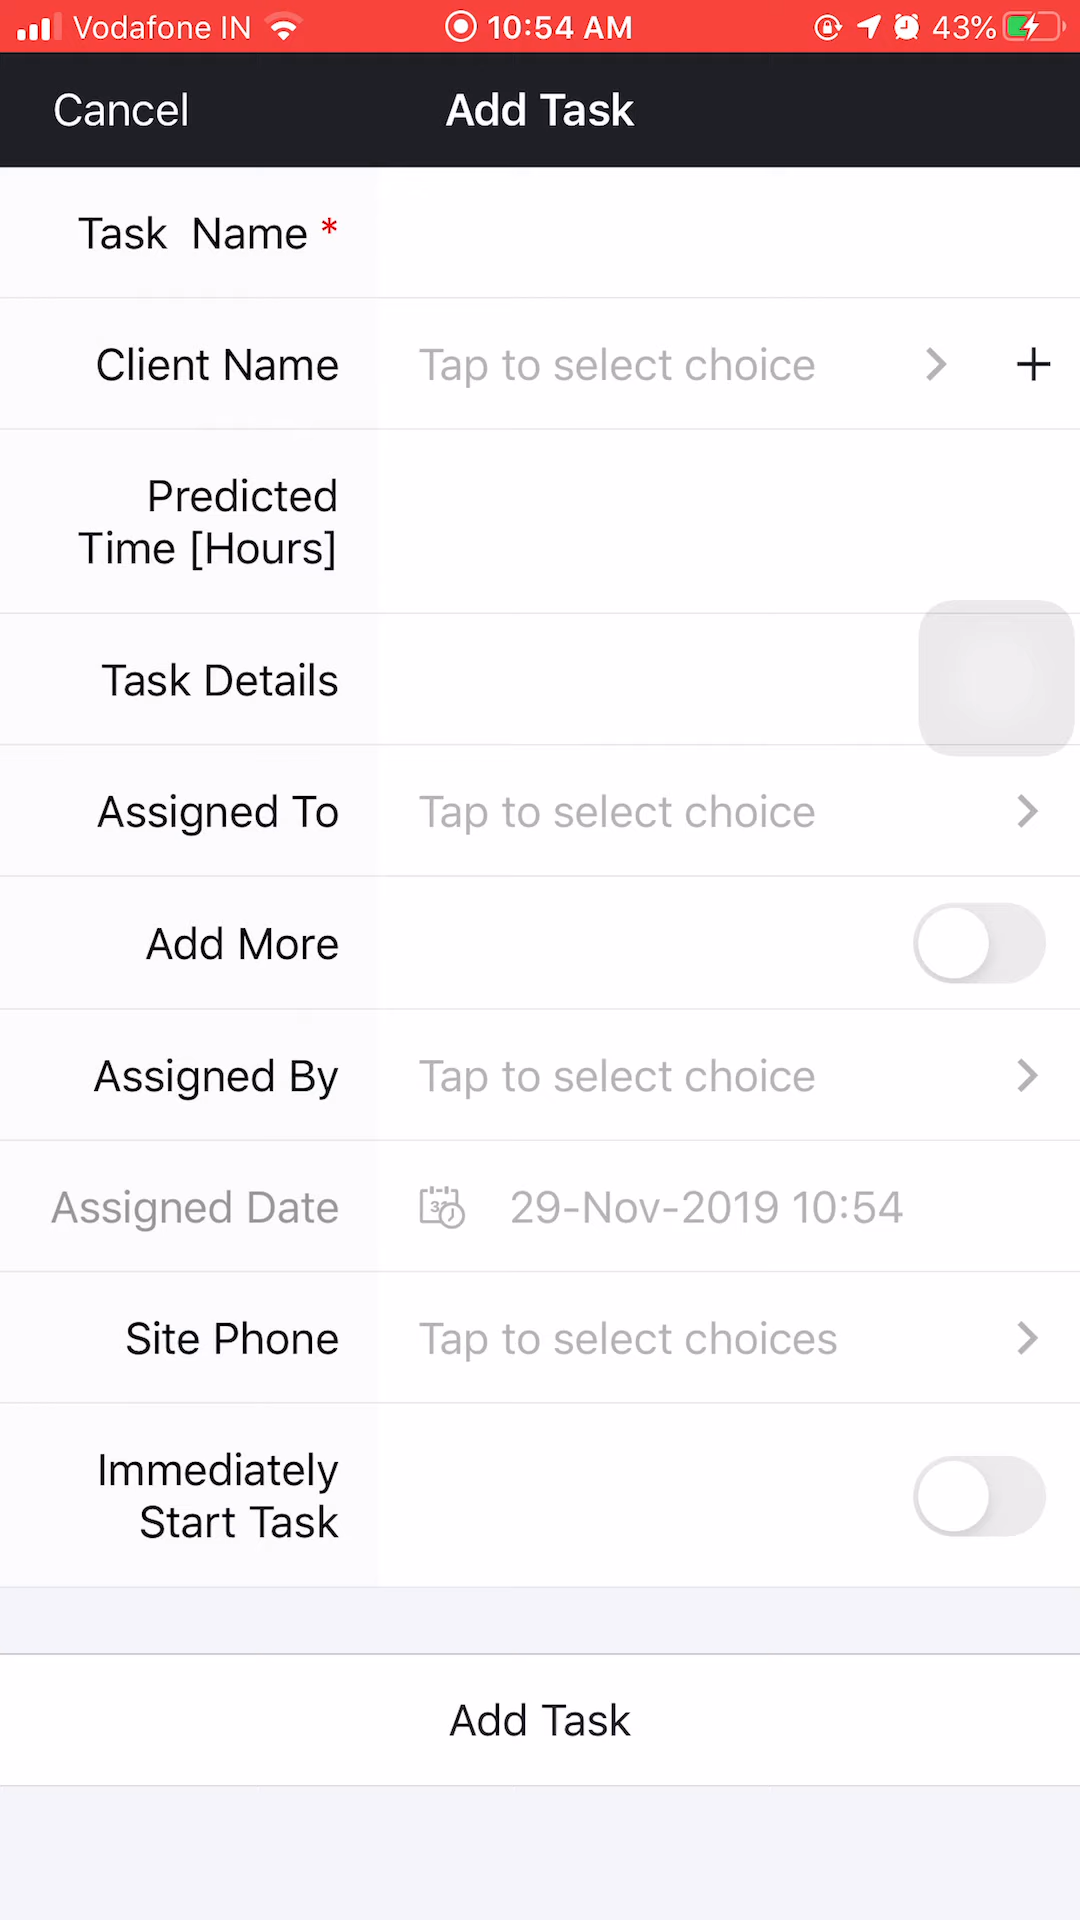 Vodafone IN 10:54 AM 43%
Cancel Add Task
Task Name *
Client Name Tap to select choice +
Predicted
Time [Hours]
Task Details
Assigned To Tap to select choice
Add More
Assigned By Tap to select choice
Assigned Date 31 29-Nov-2019 10:54
Site Phone Tap to select choices
Immediately
Start Task
Add Task